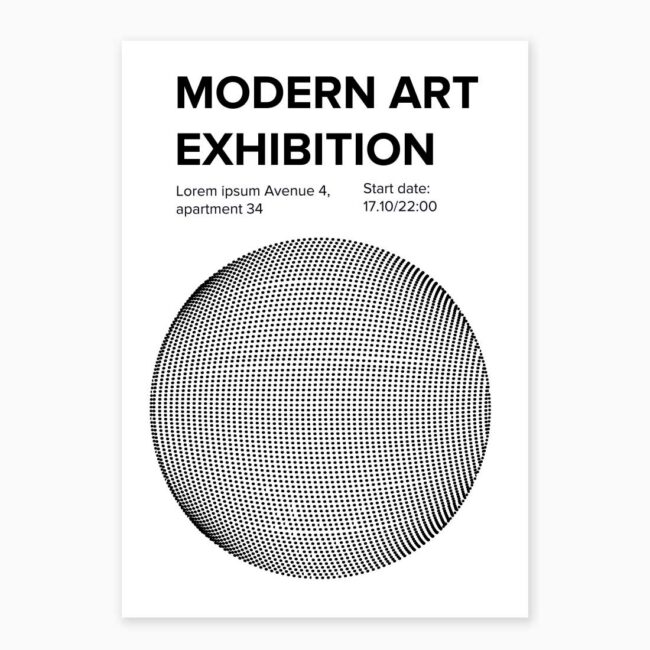 MODERN ART
EXHIBITION
Lorem ipsum Avenue 4,
apartment 34
Start date:
17.10/22:00